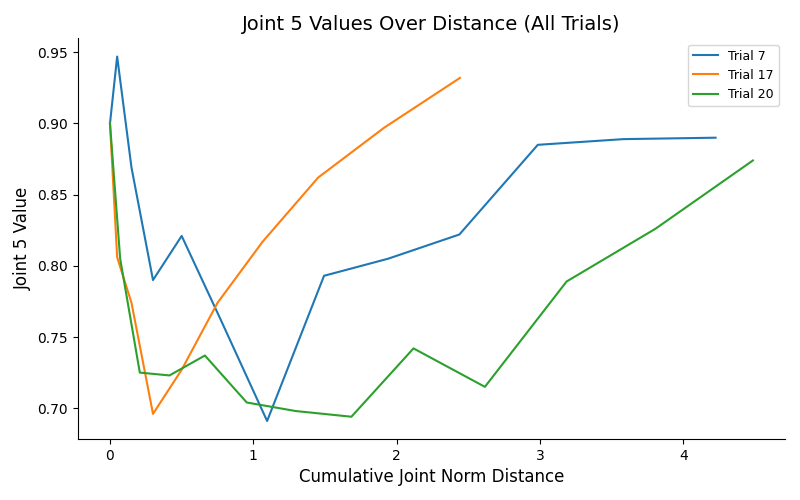 Joint 5 Values Over Distance (All Trials)
Trial 7
Trial 17
Trial 20
0.95
0.90
0.85
0.80
0.75
0.70
Joint 5 Value
0 1 2 3 4
Cumulative Joint Norm Distance